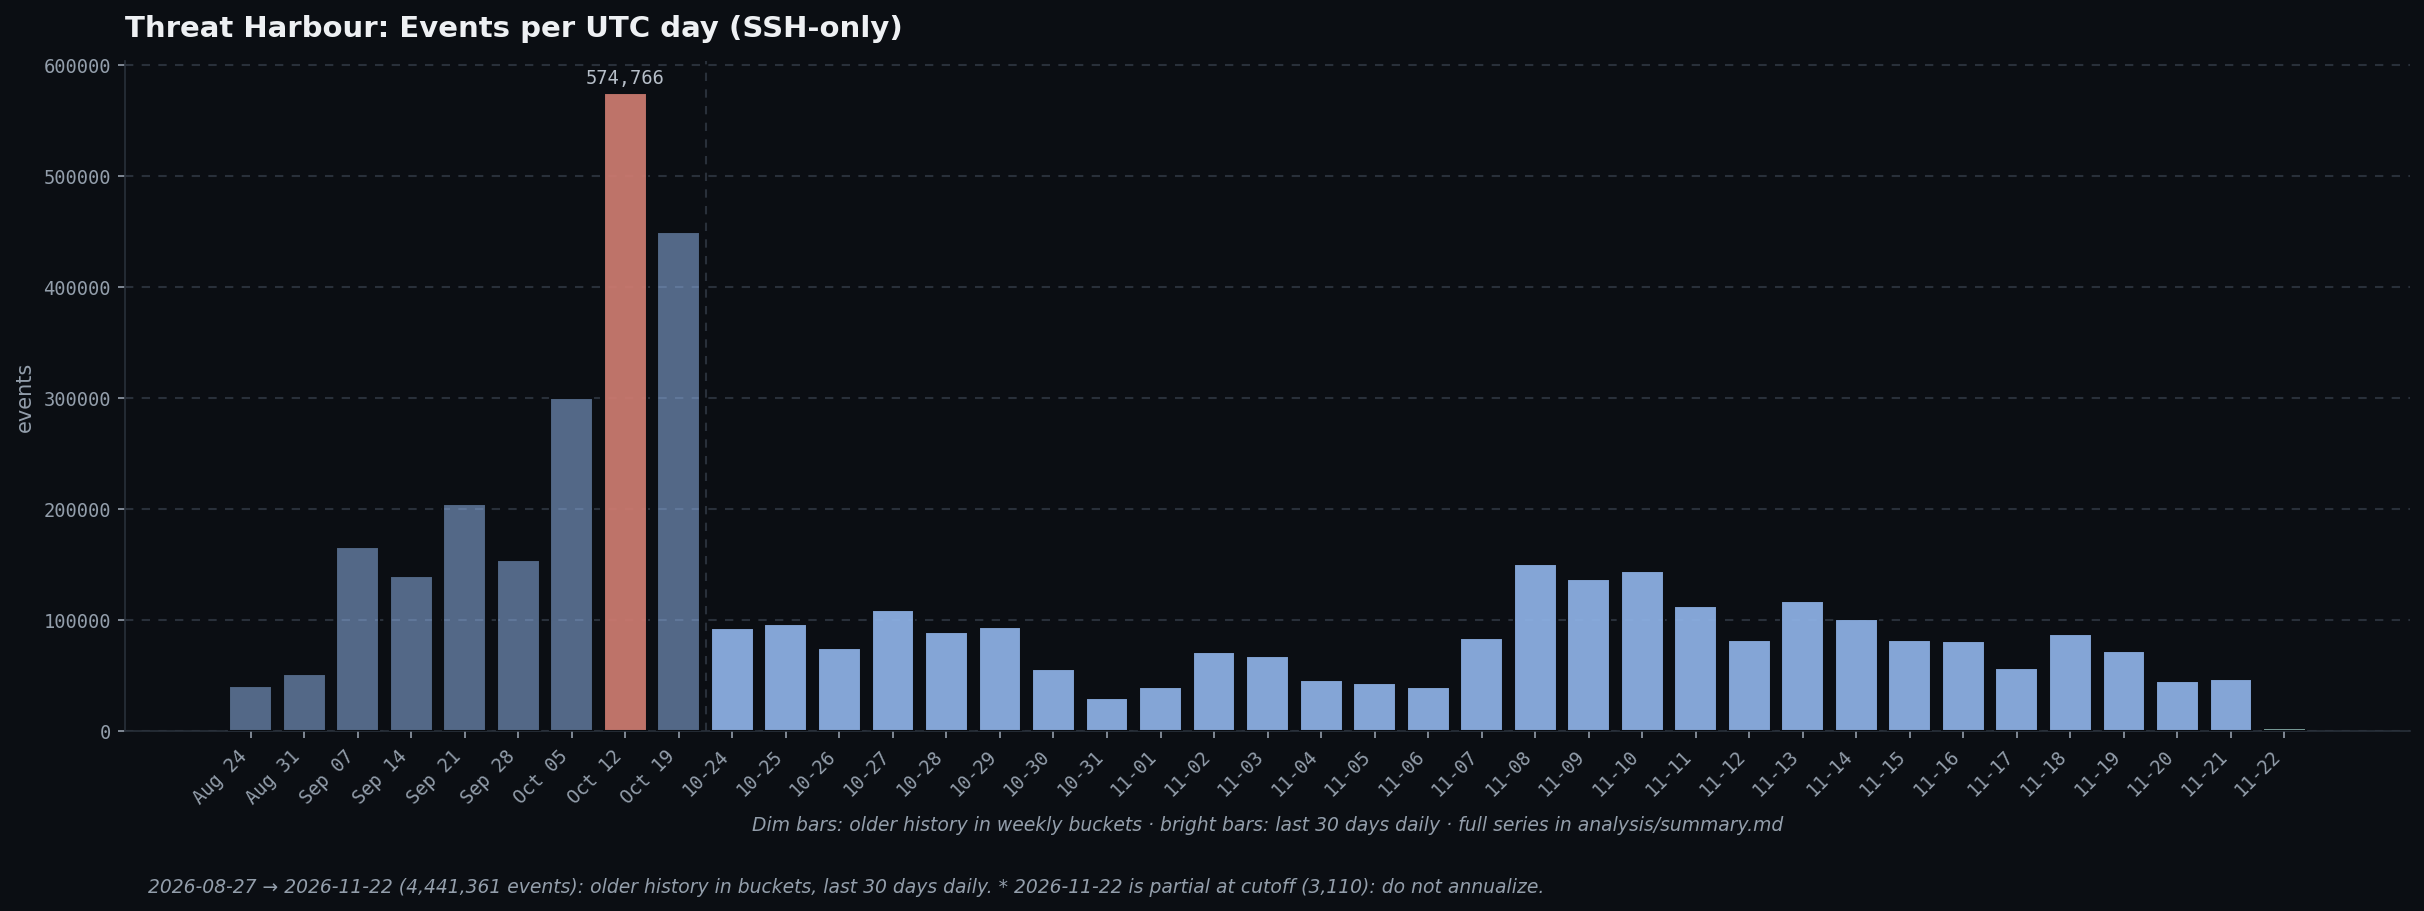 Threat Harbour: Events per UTC day (SSH-only)
600000
500000
400000
300000
200000
100000
0
events
574,766
Aug 24
Aug 31
Sep 07
Sep 14
Sep 21
Sep 28
Oct 05
Oct 12
Oct 19
10-24
10-25
10-26
10-27
10-28
10-29
10-30
10-31
11-01
11-02
11-03
11-04
11-05
11-06
11-07
11-08
11-09
11-10
11-11
11-12
11-13
11-14
11-15
11-16
11-17
11-18
11-19
11-20
11-21
11-22
Dim bars: older history in weekly buckets · bright bars: last 30 days daily · full series in analysis/summary.md
2026-08-27 → 2026-11-22 (4,441,361 events): older history in buckets, last 30 days daily. * 2026-11-22 is partial at cutoff (3,110): do not annualize.